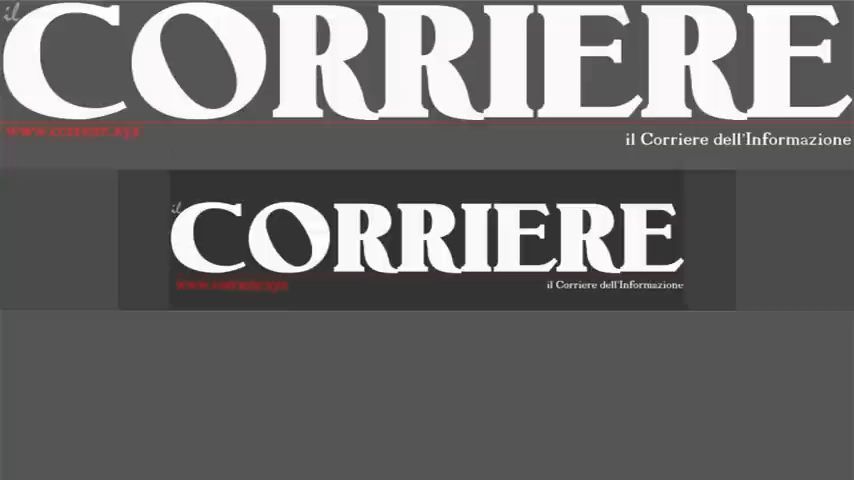 il
CORRIERE
il Corriere dell'Informazione
il
CORRIERE
il Corriere dell'Informazione